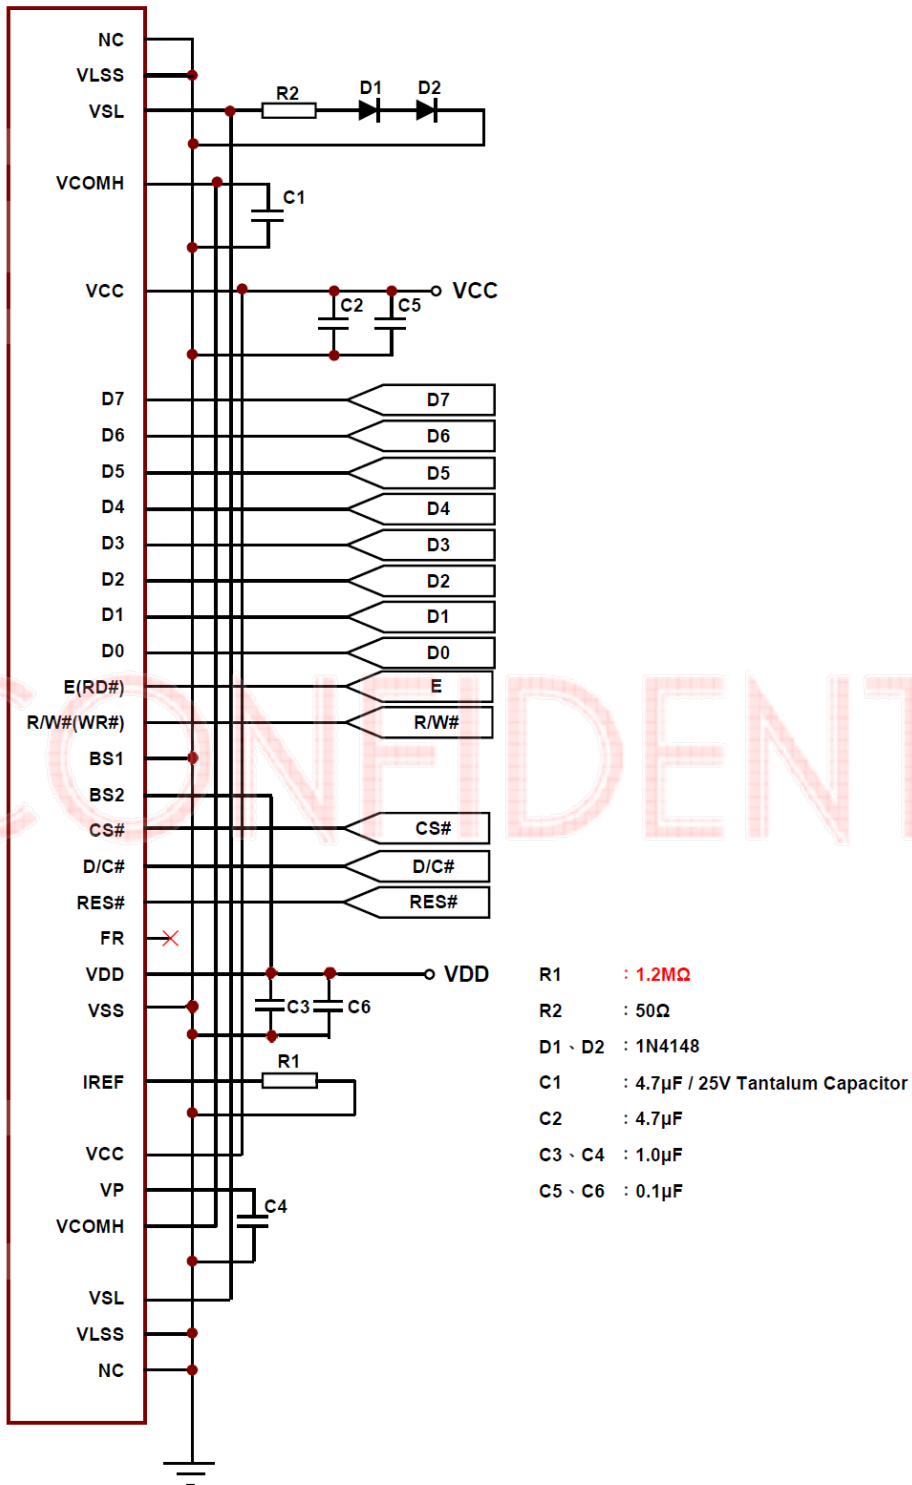 NC
VLSS
VSL
R2
D1
D2
VCOMH
C1
VCC
C2
C5
VCC
D7
D7
D6
D6
D5
D5
D4
D4
D3
D3
D2
D2
D1
D1
D0
D0
E(RD#)
E
R/W#(WR#)
R/W#
BS1
BS2
CS#
CS#
D/C#
D/C#
RES#
RES#
FR
VDD
VDD
VSS
C3
C6
IREF
R1
VCC
VP
C4
VCOMH
VSL
VLSS
NC
R1 : 1.2MΩ
R2 : 50Ω
D1、D2 : 1N4148
C1 : 4.7μF / 25V Tantalum Capacitor
C2 : 4.7μF
C3、C4 : 1.0μF
C5、C6 : 0.1μF
CONFIDENT